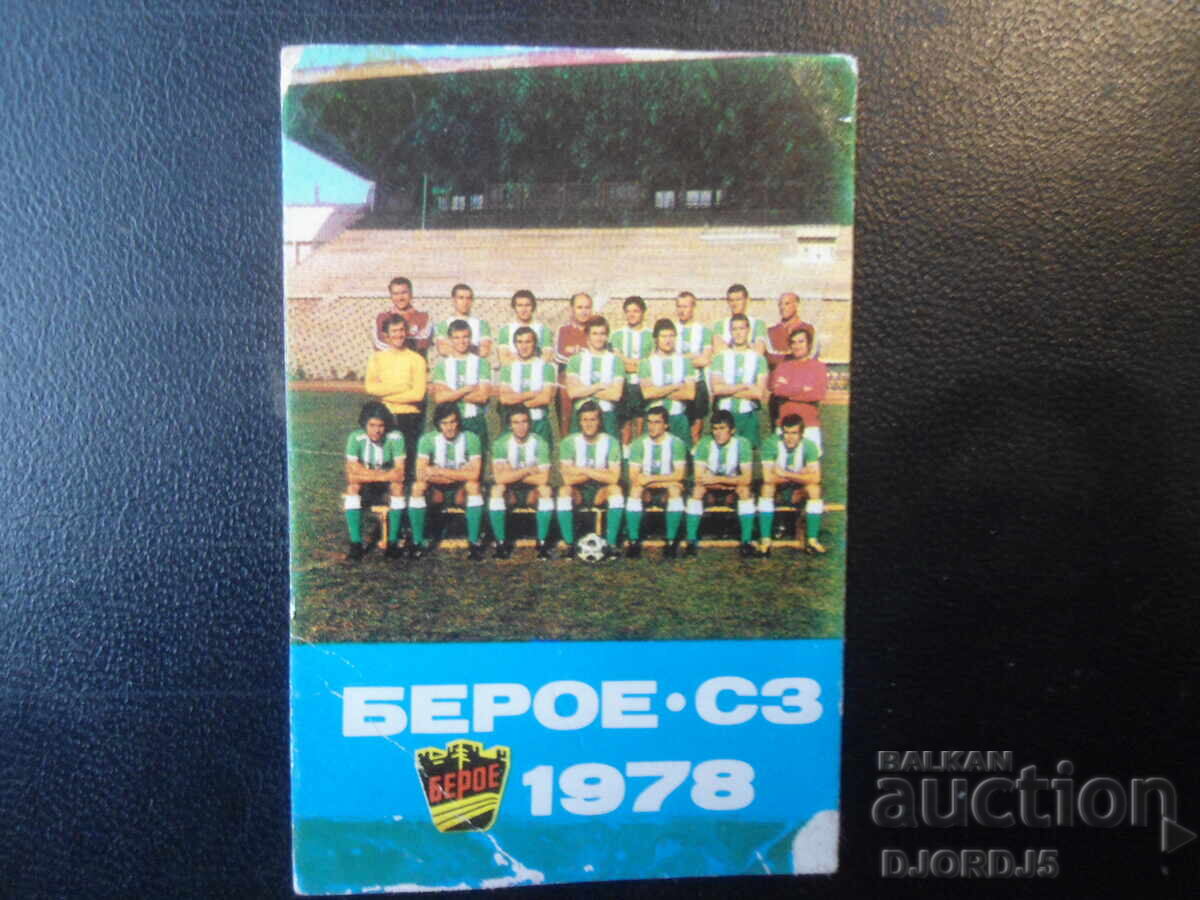 БЕРОЕ·СЗ
БЕРОЕ
1978
BALKAN
auction
DJORDJ5